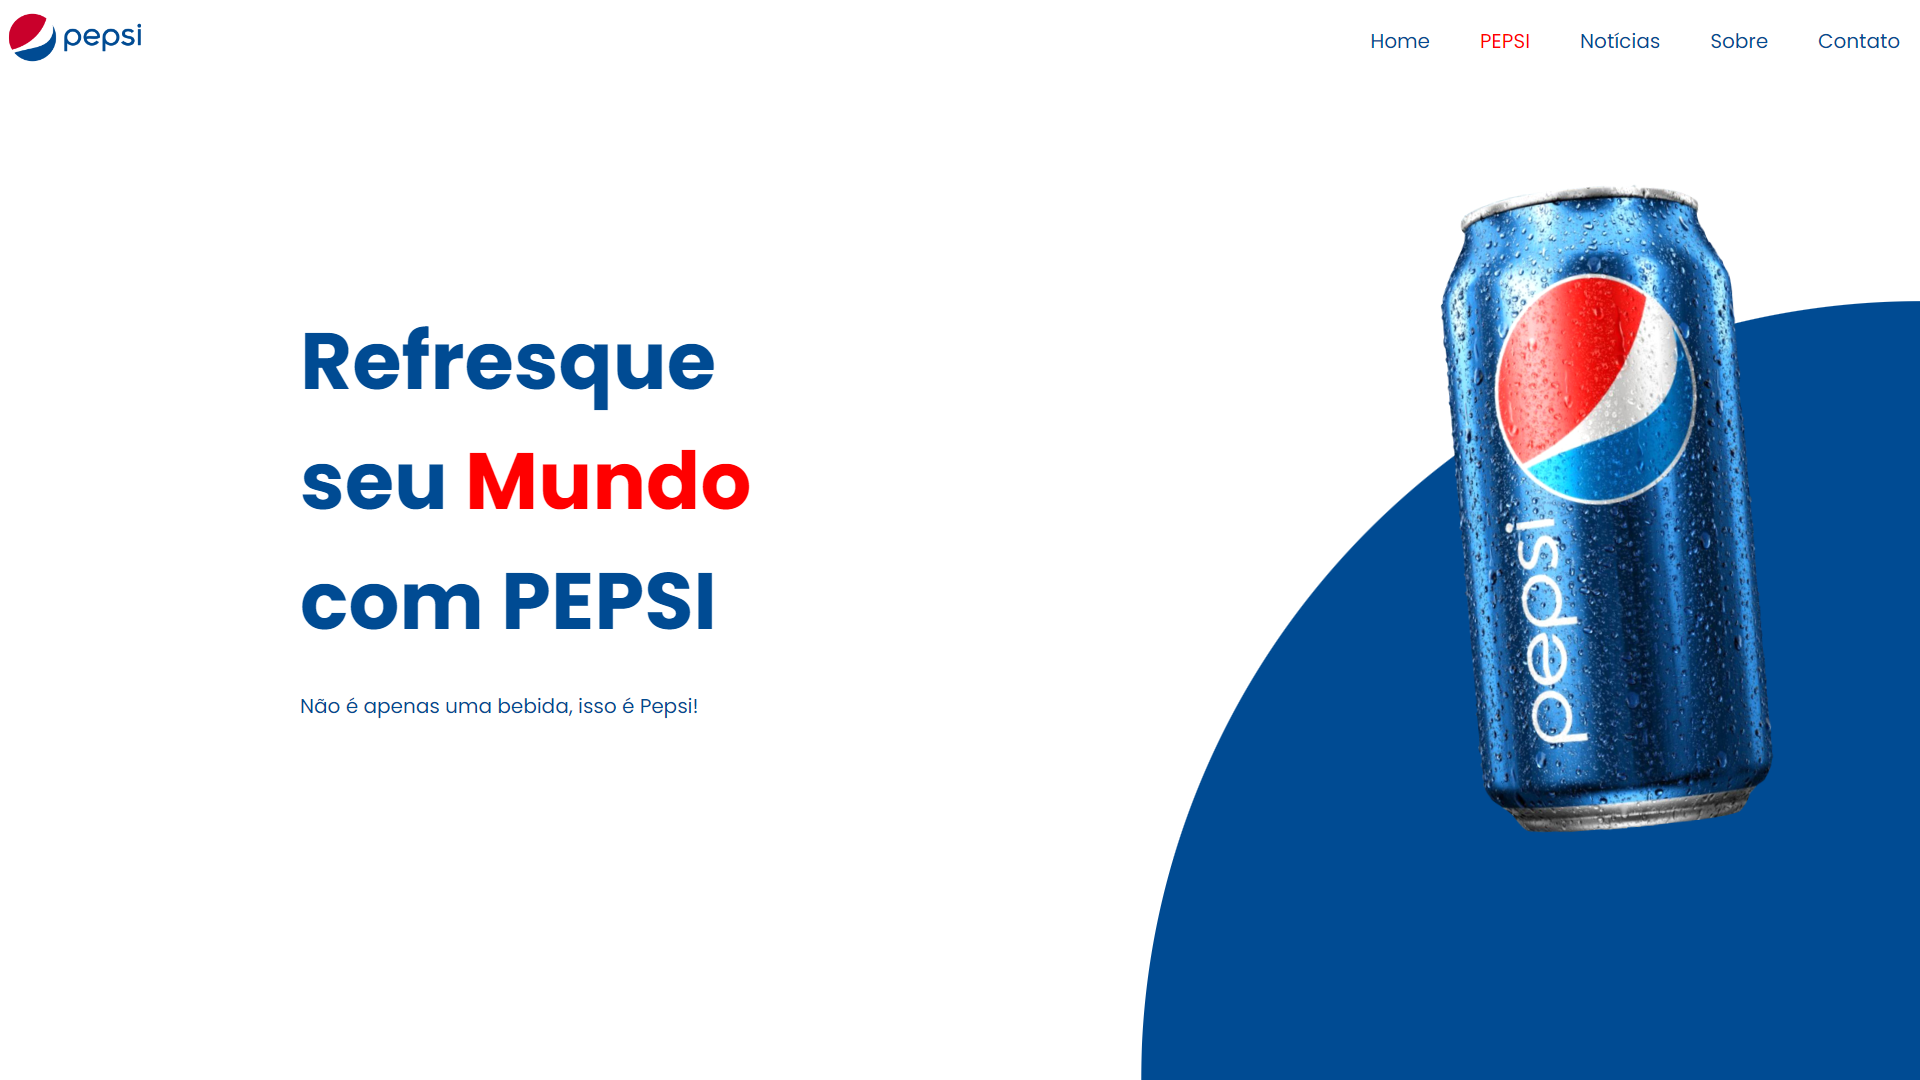 pepsi
Home PEPSI Notícias Sobre Contato
Refresque
seu Mundo
com PEPSI
Não é apenas uma bebida, isso é Pepsi!
pepsi